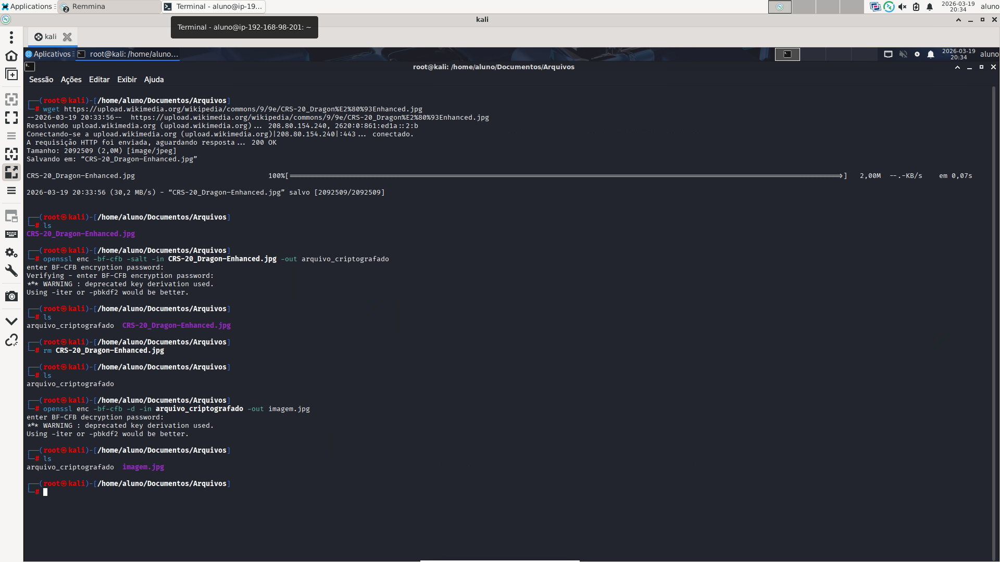 Applications
2 Remmina
Terminal - aluno@ip-19...
2026-03-19
20:34
aluno
kali
Terminal - aluno@ip-192-168-98-201: ~
kali
Aplicativos
root@kali: /home/aluno...
2026-03-19
20:34
aluno
root@kali: /home/aluno/Documentos/Arquivos
Sessão Ações Editar Exibir Ajuda
┌──(root㉿kali)-[/home/aluno/Documentos/Arquivos]
└─# wget https://upload.wikimedia.org/wikipedia/commons/9/9e/CRS-20_Dragon%E2%80%93Enhanced.jpg
--2026-03-19 20:33:56--  https://upload.wikimedia.org/wikipedia/commons/9/9e/CRS-20_Dragon%E2%80%93Enhanced.jpg
Resolvendo upload.wikimedia.org (upload.wikimedia.org)... 208.80.154.240, 2620:0:861:ed1a::2:b
Conectando-se a upload.wikimedia.org (upload.wikimedia.org)|208.80.154.240|:443... conectado.
A requisição HTTP foi enviada, aguardando resposta... 200 OK
Tamanho: 2092509 (2,0M) [image/jpeg]
Salvando em: “CRS-20_Dragon–Enhanced.jpg”
CRS-20_Dragon–Enhanced.jpg 100%[===================>] 2,00M --.-KB/s em 0,07s
2026-03-19 20:33:56 (30,2 MB/s) - “CRS-20_Dragon–Enhanced.jpg” salvo [2092509/2092509]
┌──(root㉿kali)-[/home/aluno/Documentos/Arquivos]
└─# ls
CRS-20_Dragon–Enhanced.jpg
┌──(root㉿kali)-[/home/aluno/Documentos/Arquivos]
└─# openssl enc -bf-cfb -salt -in CRS-20_Dragon–Enhanced.jpg -out arquivo_criptografado
enter BF-CFB encryption password:
Verifying - enter BF-CFB encryption password:
*** WARNING : deprecated key derivation used.
Using -iter or -pbkdf2 would be better.
┌──(root㉿kali)-[/home/aluno/Documentos/Arquivos]
└─# ls
arquivo_criptografado  CRS-20_Dragon–Enhanced.jpg
┌──(root㉿kali)-[/home/aluno/Documentos/Arquivos]
└─# rm CRS-20_Dragon–Enhanced.jpg
┌──(root㉿kali)-[/home/aluno/Documentos/Arquivos]
└─# ls
arquivo_criptografado
┌──(root㉿kali)-[/home/aluno/Documentos/Arquivos]
└─# openssl enc -bf-cfb -d -in arquivo_criptografado -out imagem.jpg
enter BF-CFB decryption password:
*** WARNING : deprecated key derivation used.
Using -iter or -pbkdf2 would be better.
┌──(root㉿kali)-[/home/aluno/Documentos/Arquivos]
└─# ls
arquivo_criptografado  imagem.jpg
┌──(root㉿kali)-[/home/aluno/Documentos/Arquivos]
└─#